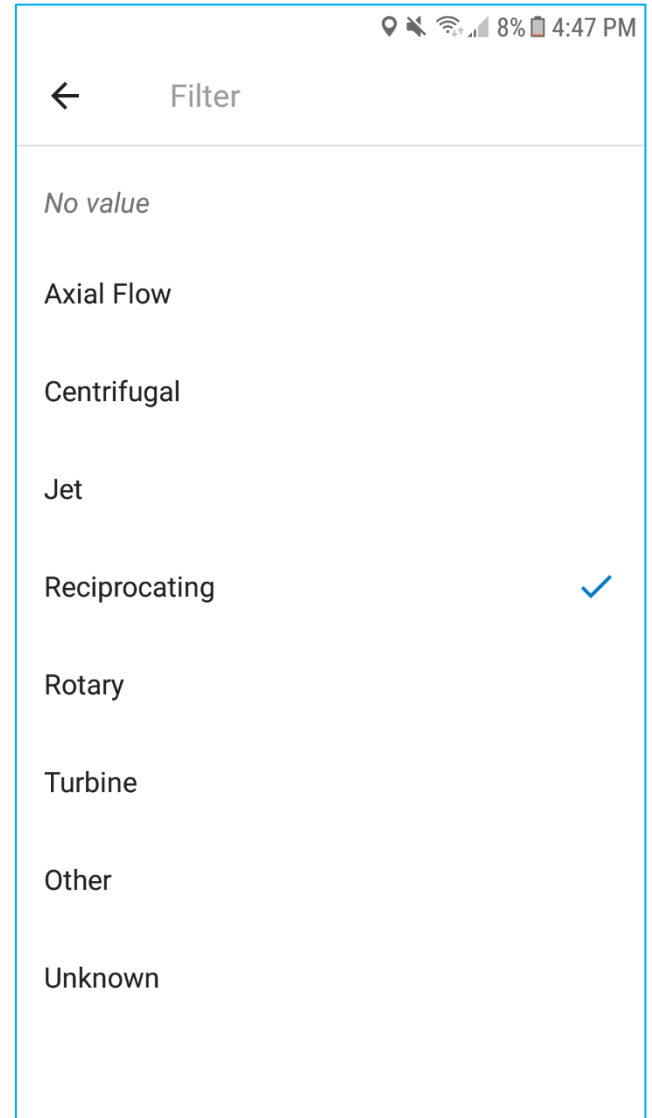 8% 4:47 PM
Filter
No value
Axial Flow
Centrifugal
Jet
Reciprocating
Rotary
Turbine
Other
Unknown